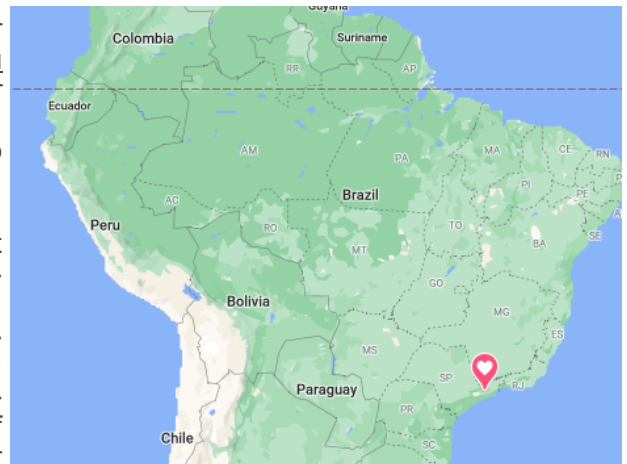 Guyana
Colombia
Suriname
RR
AP
Ecuador
AM
PA
MA
CE
RN
Brazil
PI
PE
AC
TO
SE
Peru
RO
MT
BA
GO
Bolivia
MG
ES
MS
SP
RJ
Paraguay
PR
Chile
SC